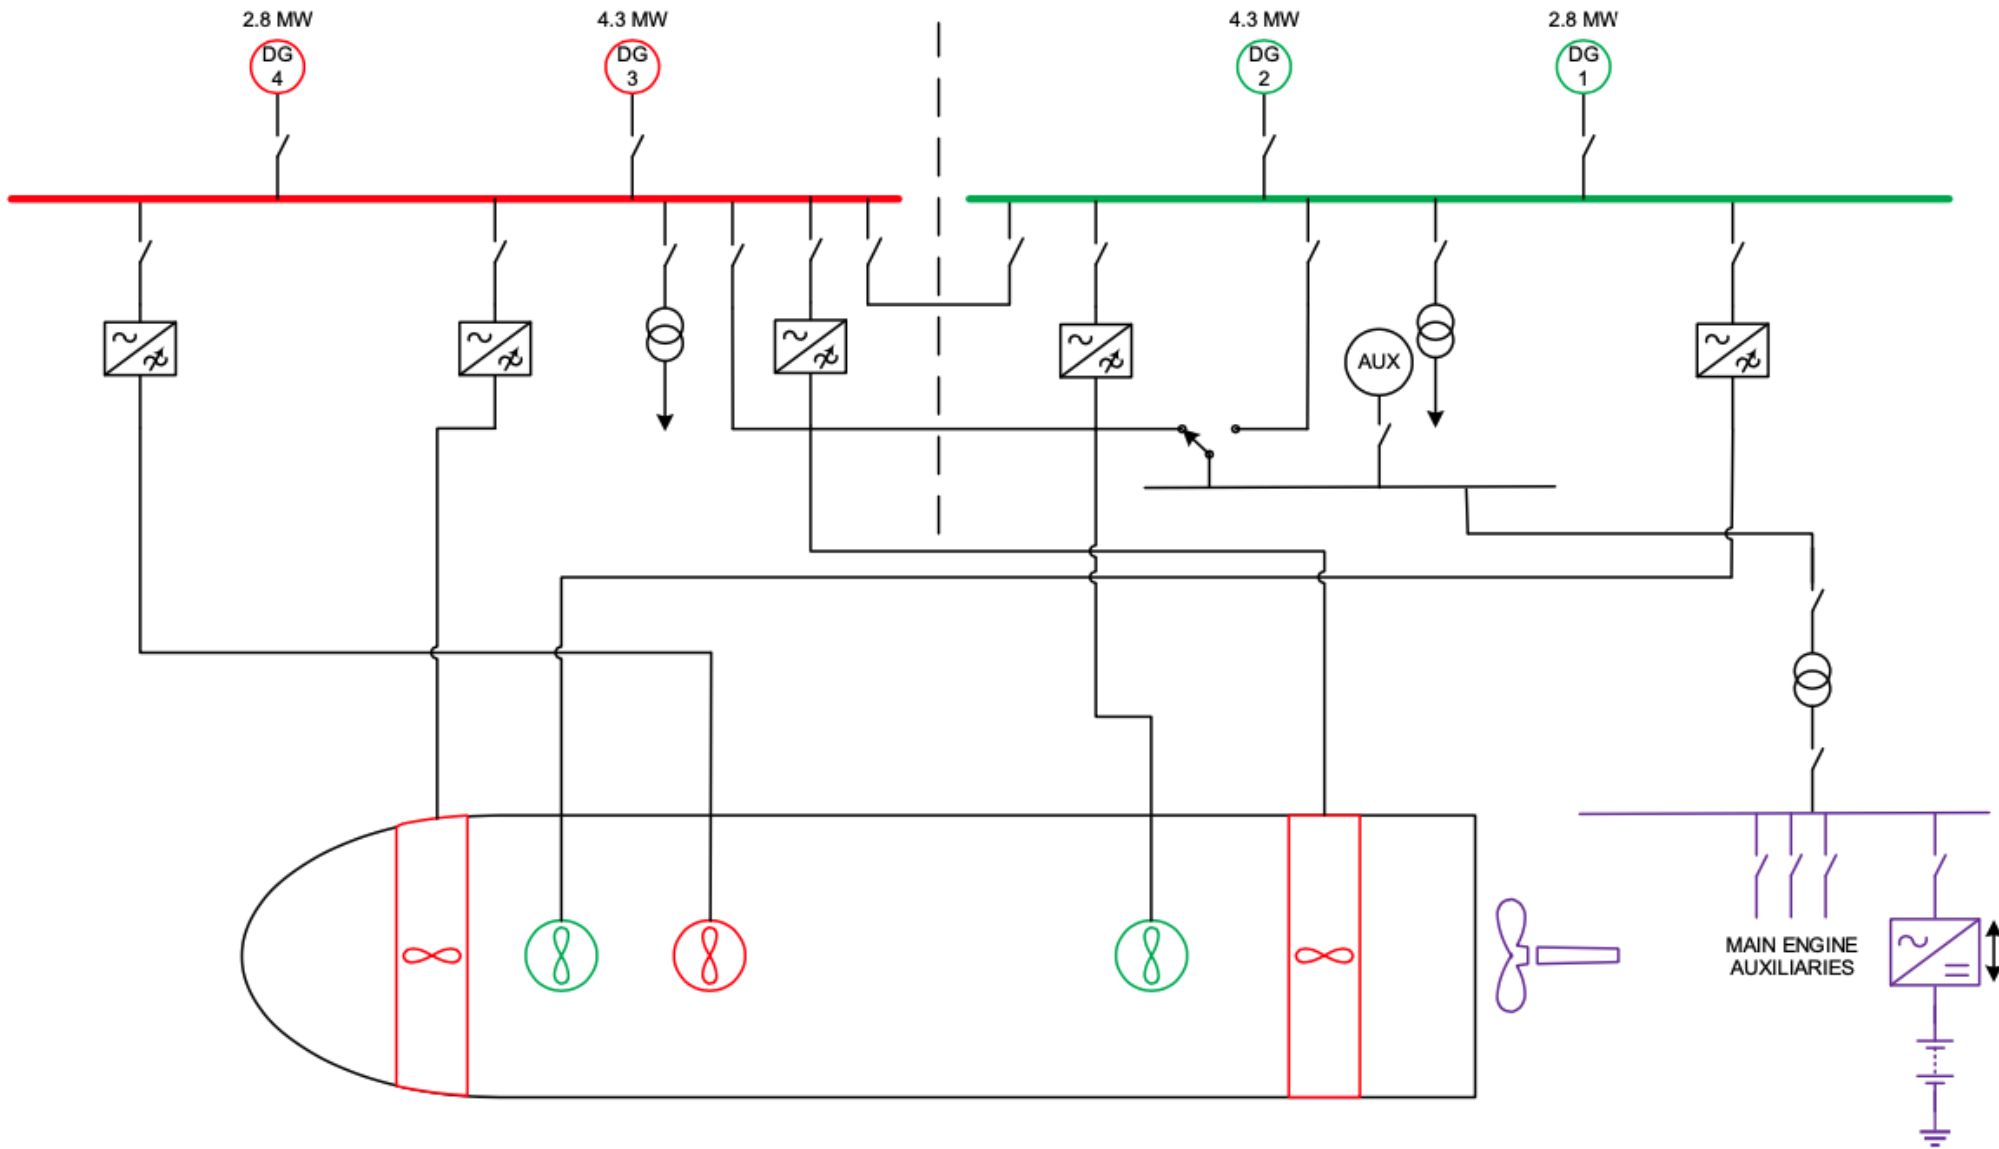 2.8 MW
4.3 MW
4.3 MW
2.8 MW
DG
4
DG
3
DG
2
DG
1
AUX
MAIN ENGINE
AUXILIARIES